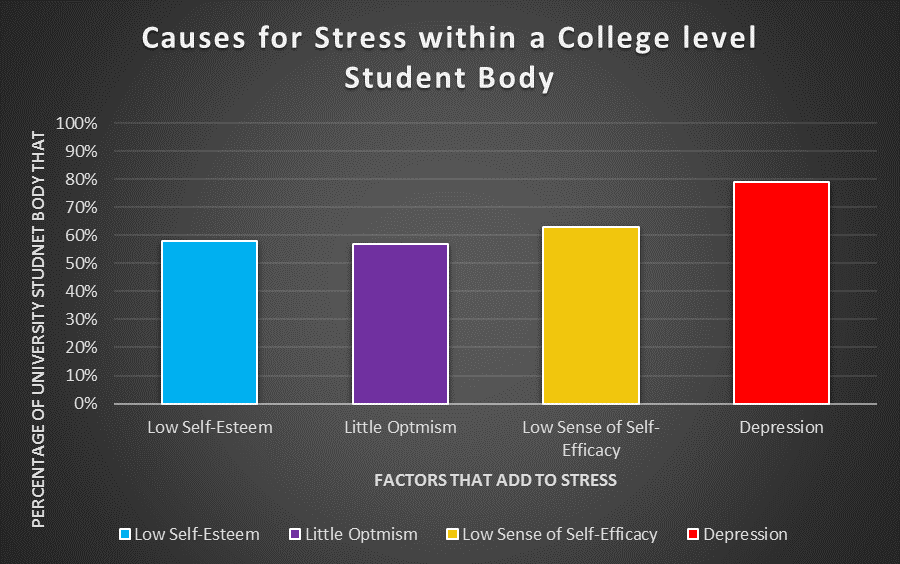 Causes for Stress within a College level
Student Body
PERCENTAGE OF UNIVERSITY STUDNET BODY THAT
100%
90%
80%
70%
60%
50%
40%
30%
20%
10%
0%
Low Self-Esteem
Little Optmism
Low Sense of Self-
Efficacy
Depression
FACTORS THAT ADD TO STRESS
Low Self-Esteem
Little Optmism
Low Sense of Self-Efficacy
Depression